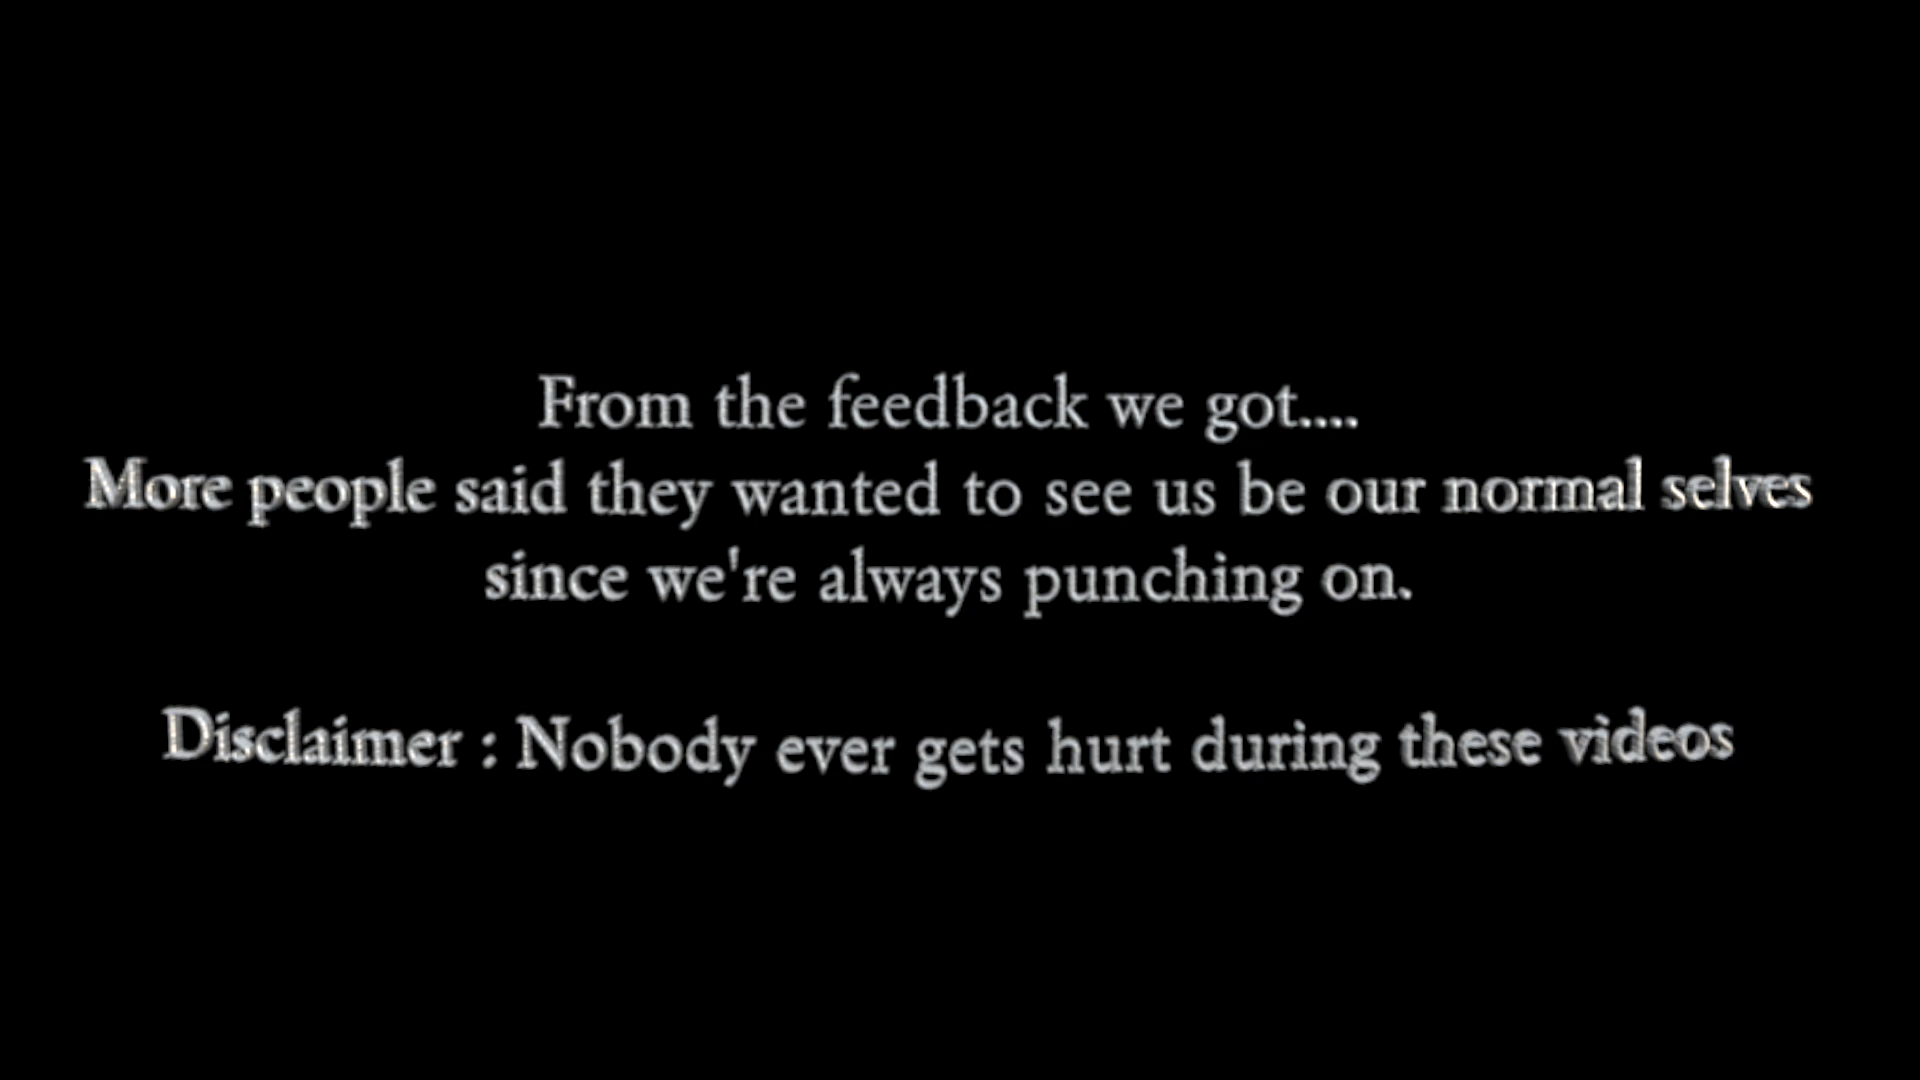 From the feedback we got....
More people said they wanted to see us be our normal selves
since we're always punching on.
Disclaimer : Nobody ever gets hurt during these videos